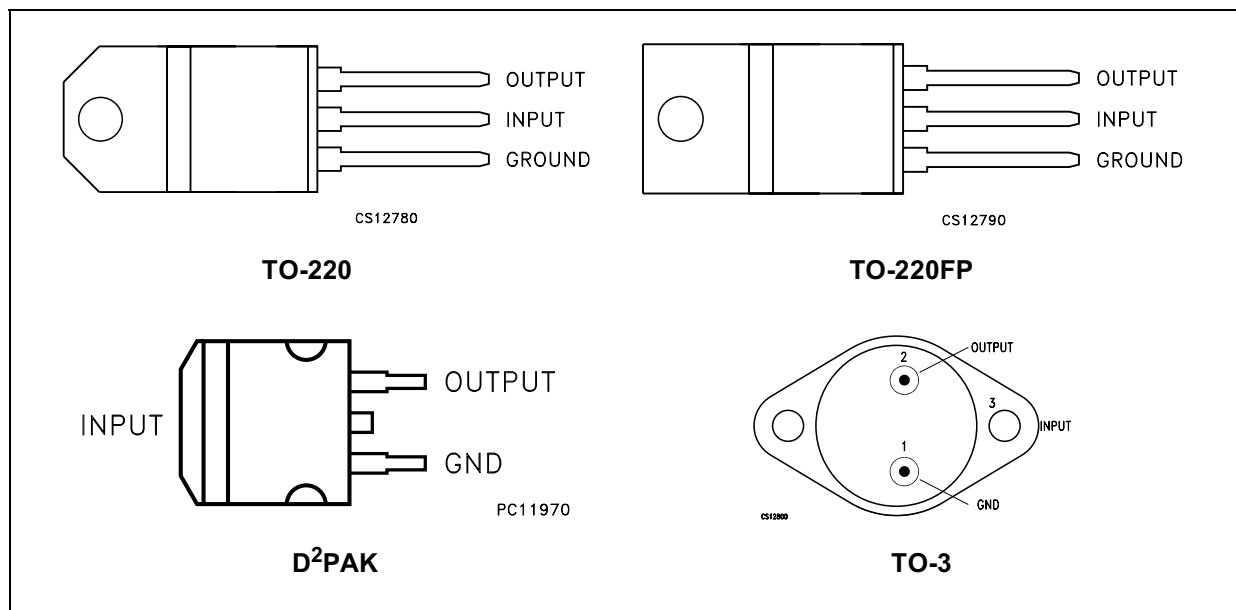 OUTPUT
INPUT
GROUND
CS12780
TO-220
OUTPUT
INPUT
GROUND
CS12790
TO-220FP
INPUT
OUTPUT
GND
PC11970
D²PAK
2
OUTPUT
3
INPUT
1
GND
CS12800
TO-3